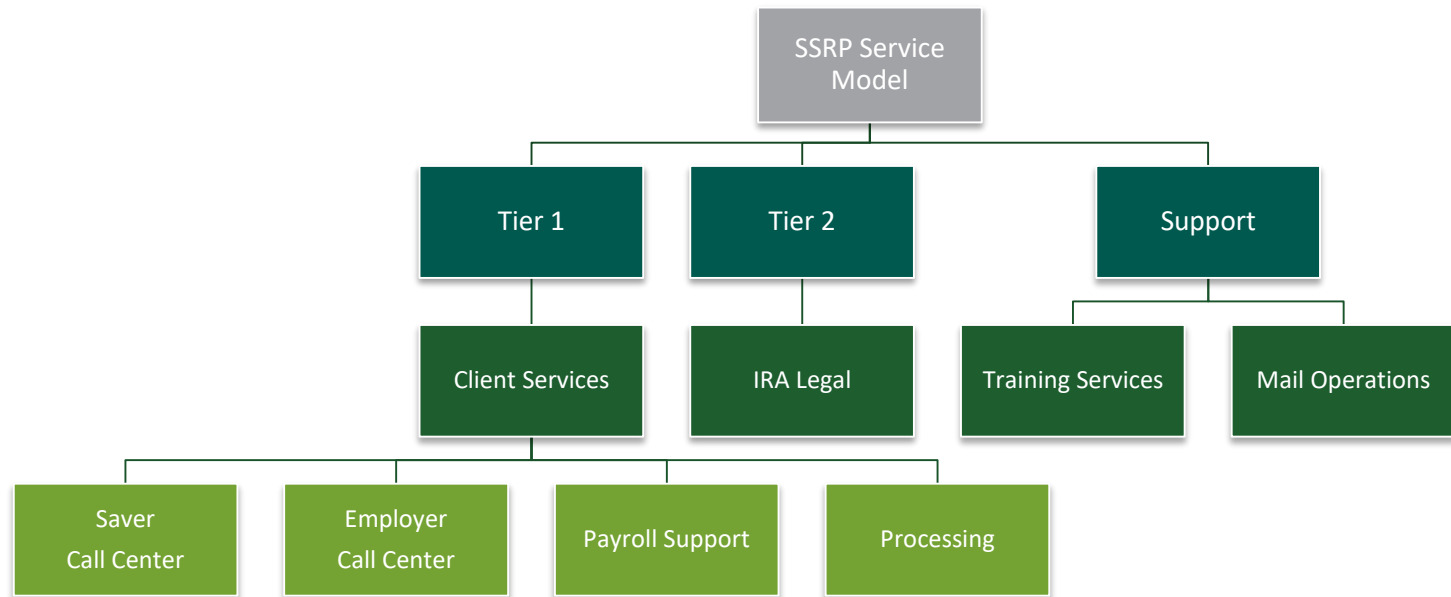 SSRP Service
Model
Tier 1
Tier 2
Support
Client Services
IRA Legal
Training Services
Mail Operations
Saver
Call Center
Employer
Call Center
Payroll Support
Processing